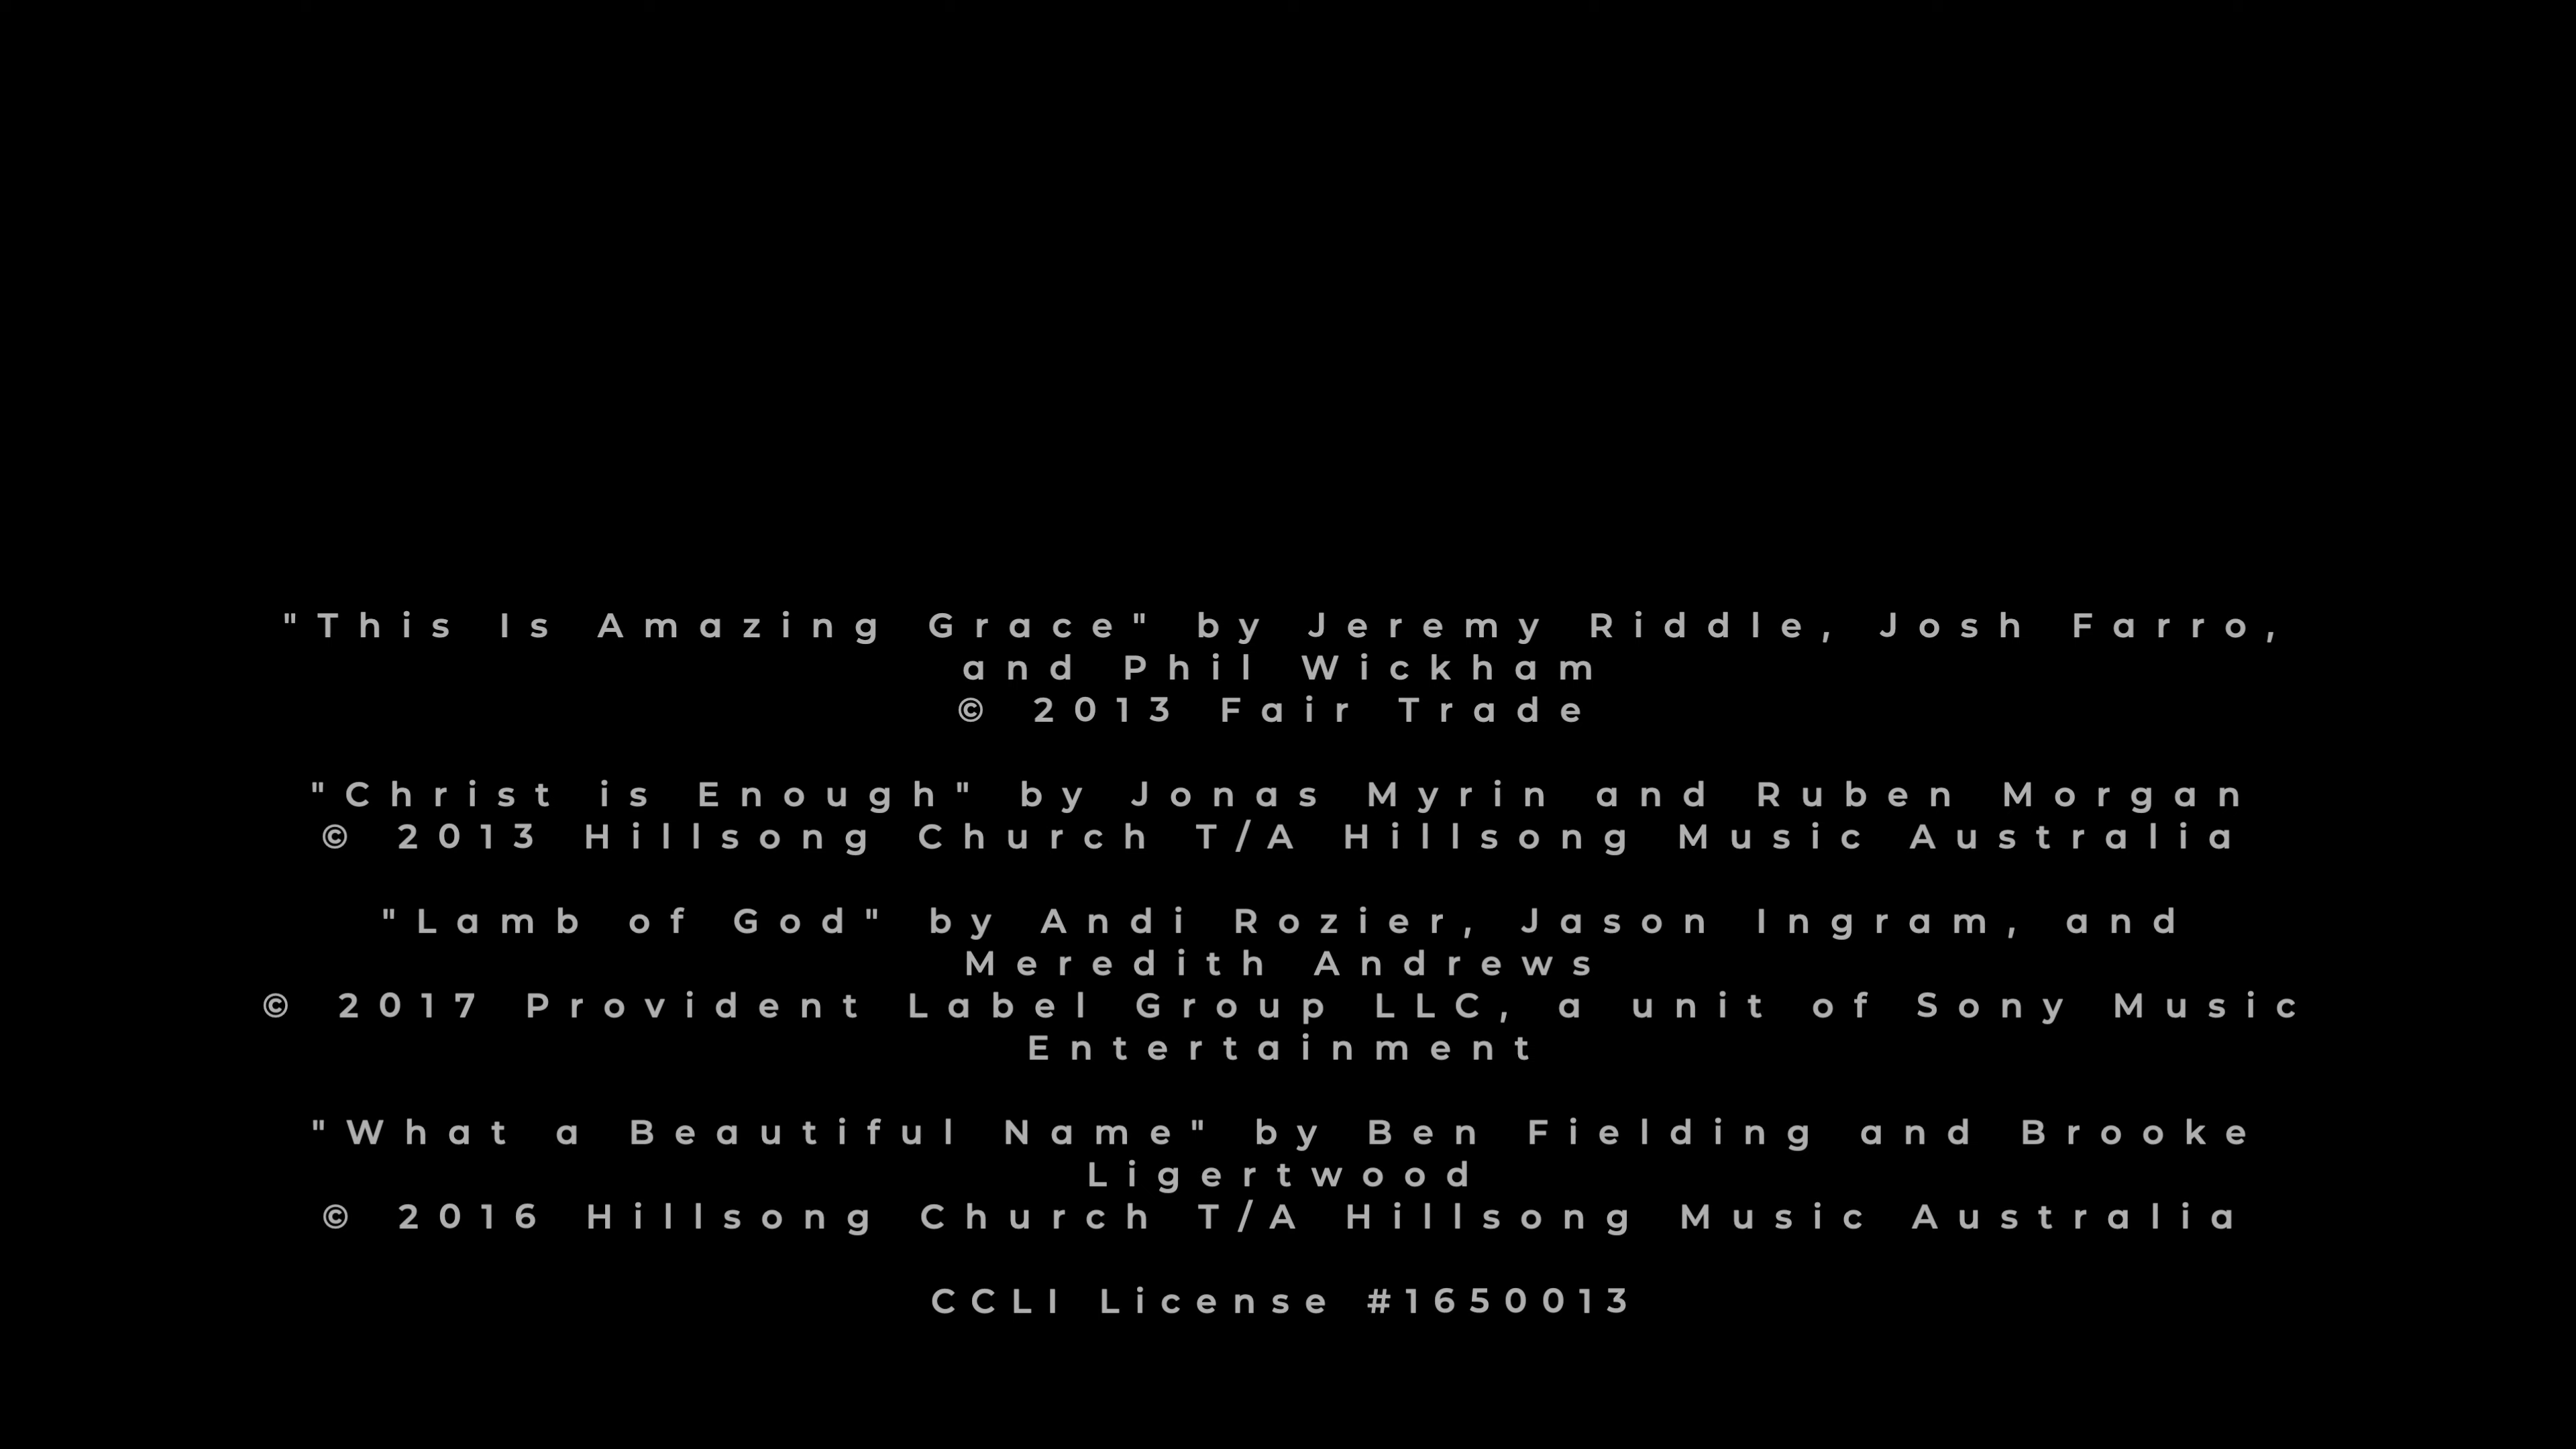 "This Is Amazing Grace" by Jeremy Riddle, Josh Farro,
and Phil Wickham
© 2013 Fair Trade
"Christ is Enough" by Jonas Myrin and Ruben Morgan
© 2013 Hillsong Church T/A Hillsong Music Australia
"Lamb of God" by Andi Rozier, Jason Ingram, and
Meredith Andrews
© 2017 Provident Label Group LLC, a unit of Sony Music
Entertainment
"What a Beautiful Name" by Ben Fielding and Brooke
Ligertwood
© 2016 Hillsong Church T/A Hillsong Music Australia
CCLI License #1650013